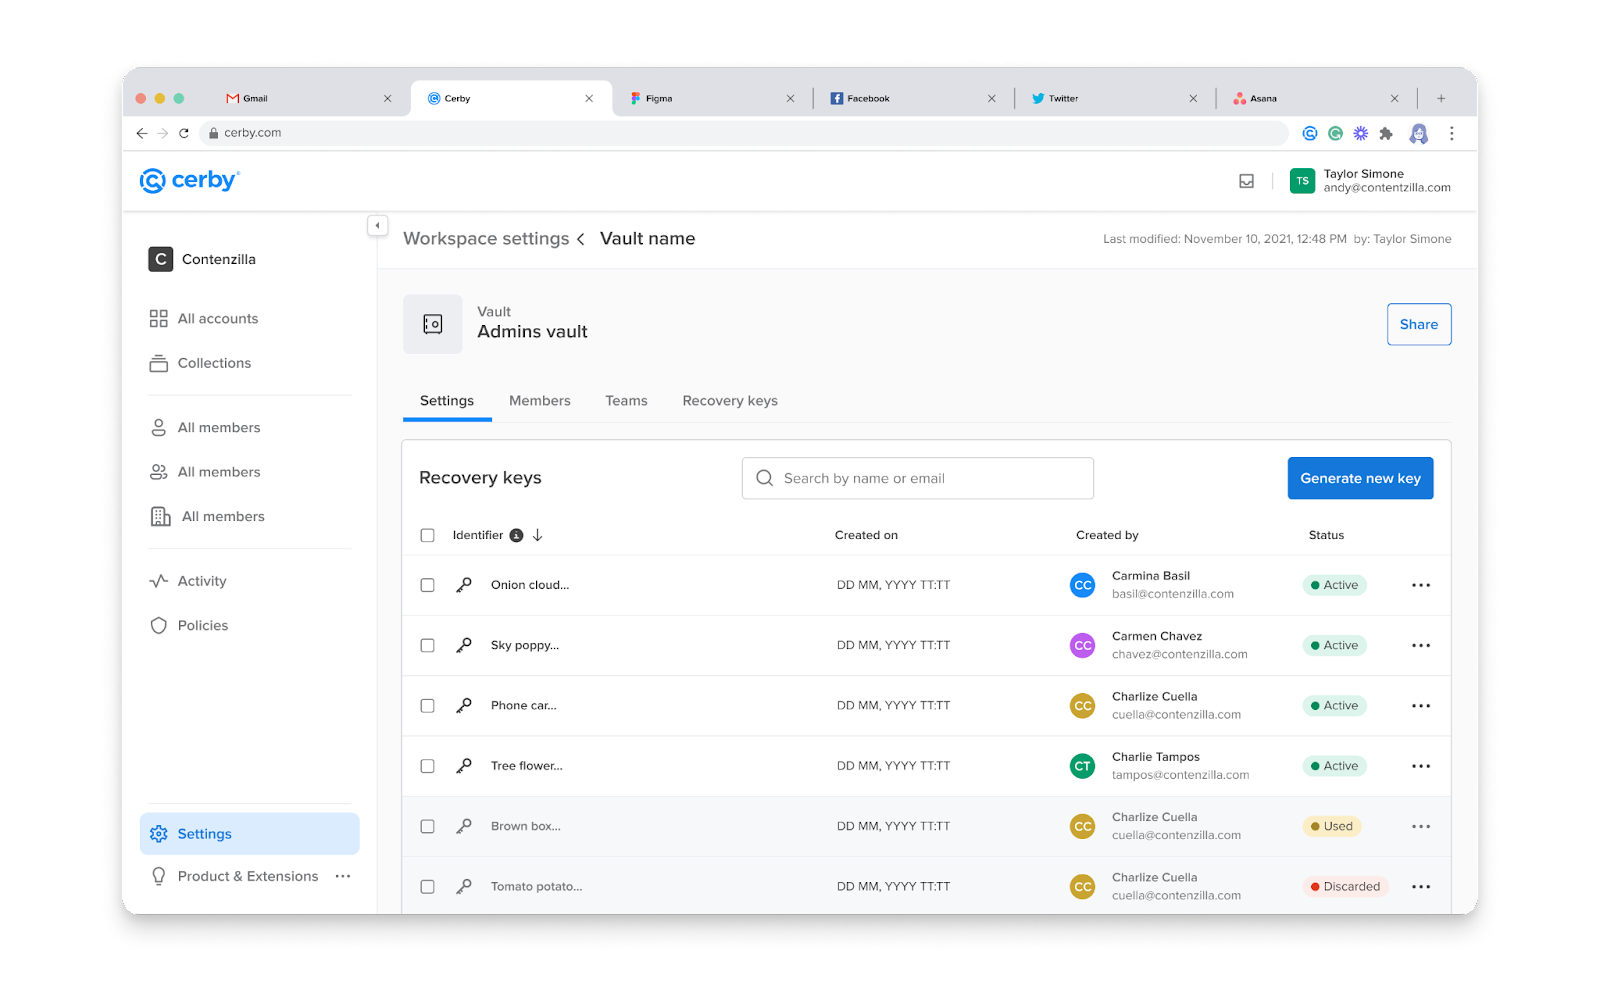 Gmail
Cerby
Figma
Facebook
Twitter
Asana
cerby.com
cerby
TS
Taylor Simone
andy@contentzilla.com
C
Contenzilla
All accounts
Collections
All members
All members
All members
Activity
Policies
Settings
Product & Extensions
Workspace settings
Vault name
Last modified: November 10, 2021, 12:48 PM by: Taylor Simone
Vault
Admins vault
Share
Settings
Members
Teams
Recovery keys
Recovery keys
Search by name or email
Generate new key
Identifier
Created on
Created by
Status
Onion cloud...
DD MM, YYYY TT:TT
CC
Carmina Basil
basil@contenzilla.com
Active
Sky poppy...
DD MM, YYYY TT:TT
CC
Carmen Chavez
chavez@contenzilla.com
Active
Phone car...
DD MM, YYYY TT:TT
CC
Charlize Cuella
cuella@contenzilla.com
Active
Tree flower...
DD MM, YYYY TT:TT
CT
Charlie Tampos
tampos@contenzilla.com
Active
Brown box...
DD MM, YYYY TT:TT
CC
Charlize Cuella
cuella@contenzilla.com
Used
Tomato potato...
DD MM, YYYY TT:TT
CC
Charlize Cuella
cuella@contenzilla.com
Discarded